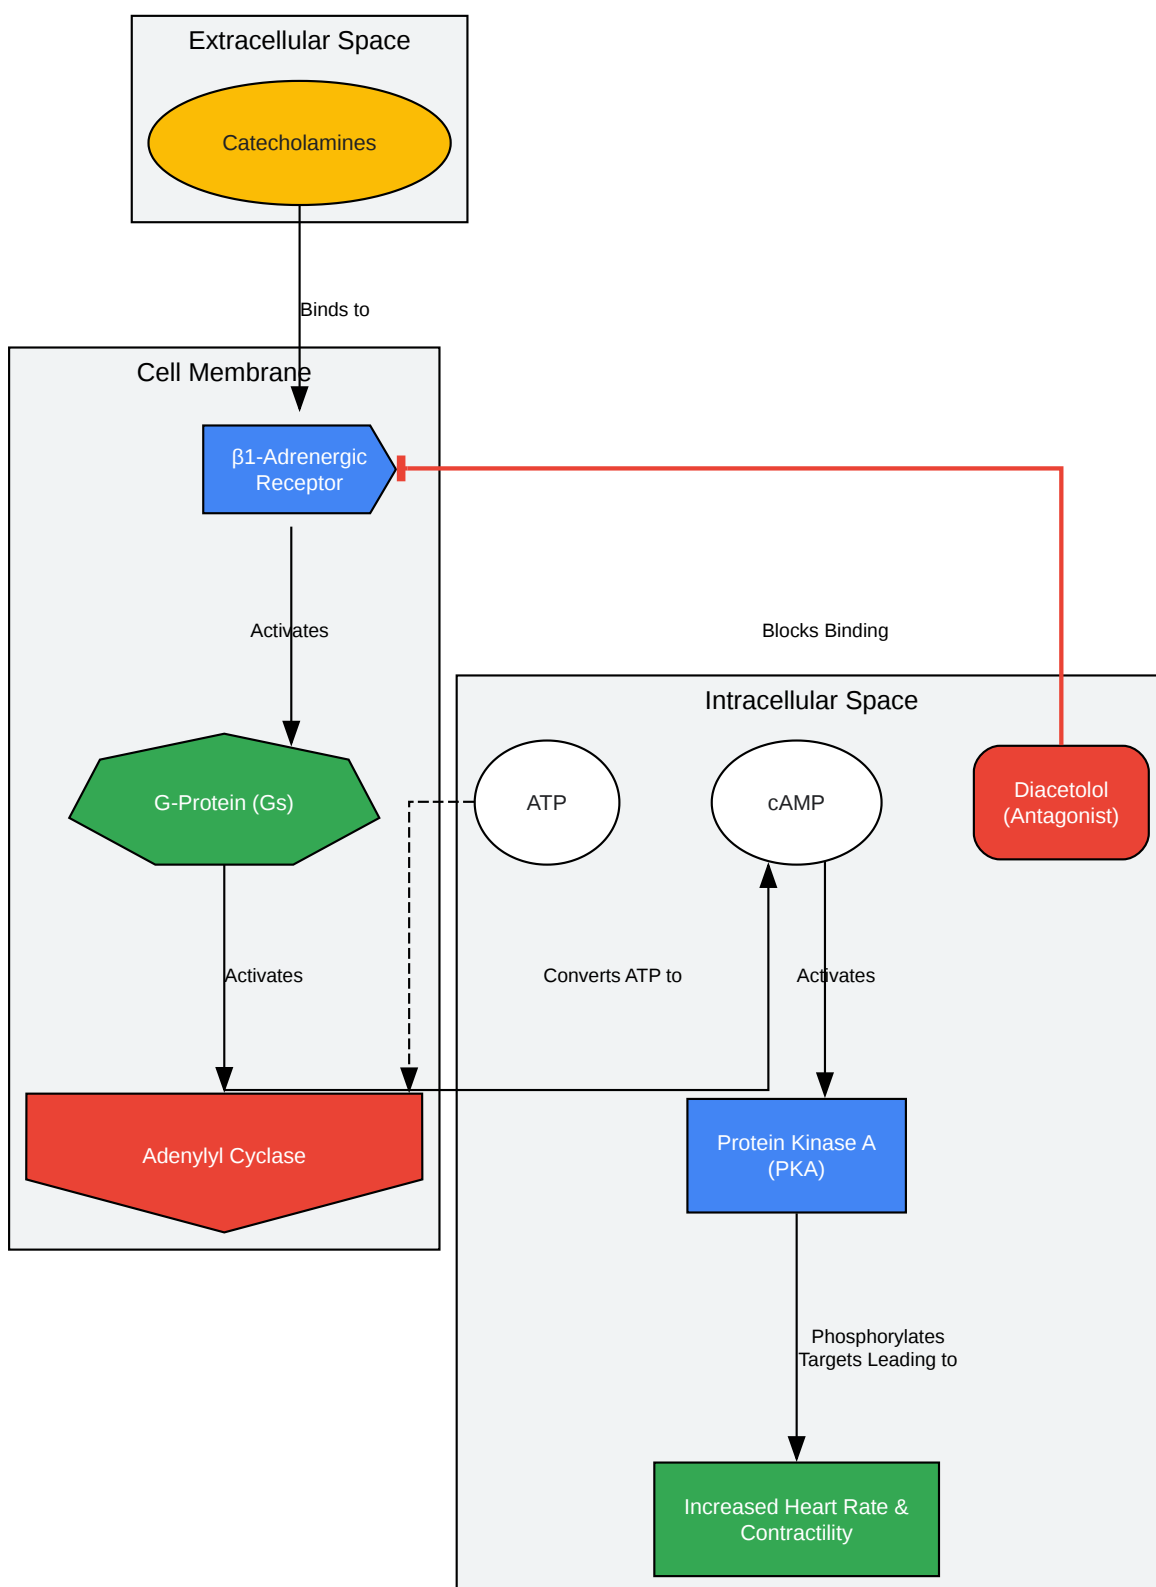 Extracellular Space
Catecholamines
Binds to
Cell Membrane
β1-Adrenergic
Receptor
Activates
Blocks Binding
Intracellular Space
G-Protein (Gs)
ATP
cAMP
Diacetolol
(Antagonist)
Activates
Converts ATP to
Activates
Adenylyl Cyclase
Protein Kinase A
(PKA)
Phosphorylates
Targets Leading to
Increased Heart Rate &
Contractility